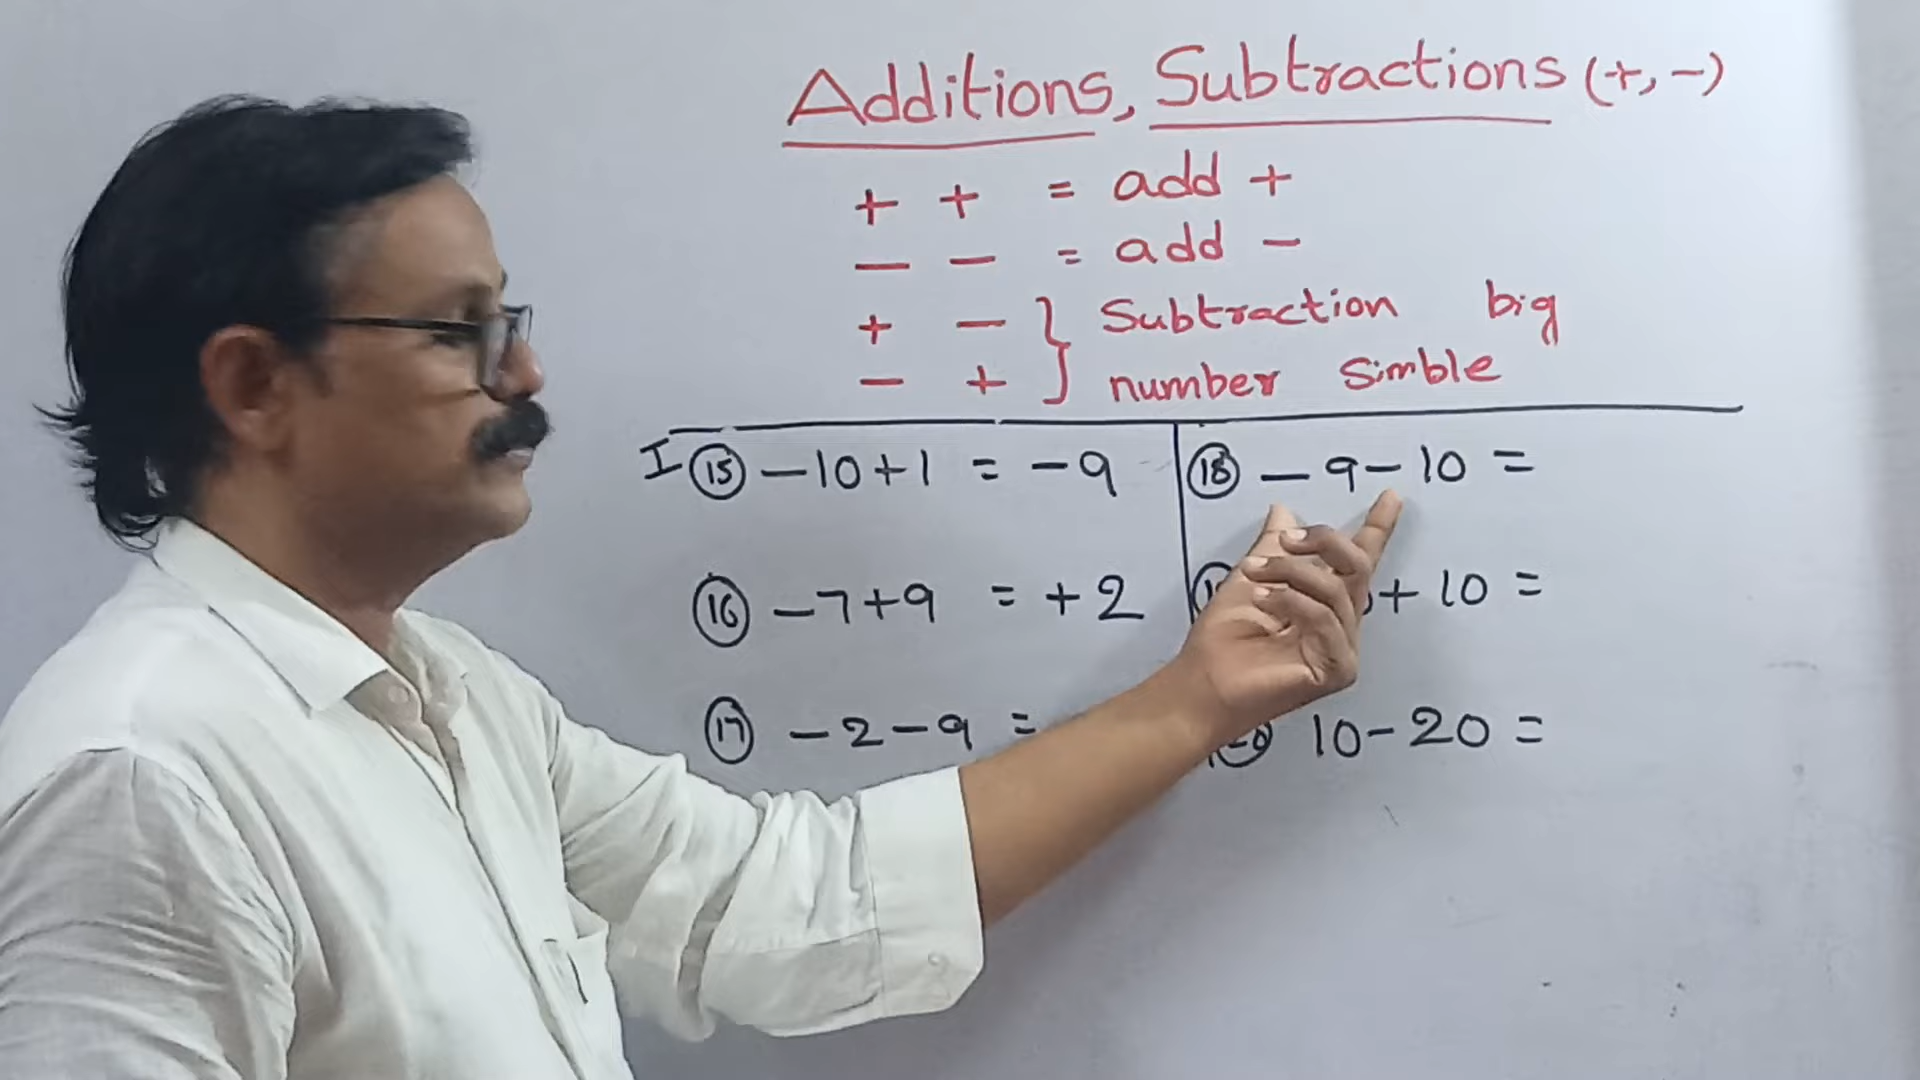 Additions, Subtractions (+, -)
+ + = add +
- - = add -
+ - } Subtraction big
- + } number Simble
I ⑮ -10+1 = -9
⑯ -7+9 = +2
⑰ -2-9 =
⑱ -9-10 =
+ 10 =
⑳ 10-20 =